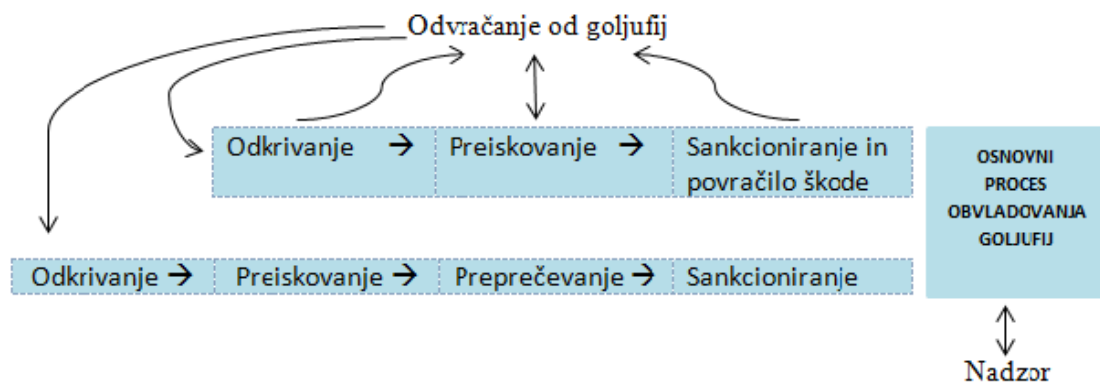 Odvračanje od goljufij
Odkrivanje → Preiskovanje → Sankcioniranje in
povračilo škode
OSNOVNI
PROCES
OBVLADOVANJA
GOLJUFIJ
Odkrivanje → Preiskovanje → Preprečevanje → Sankcioniranje
Nadzor